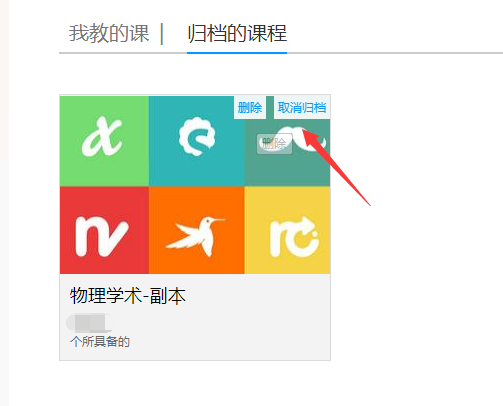 我教的课 | 归档的课程
删除 取消归档
删除
物理学术-副本
个所具备的